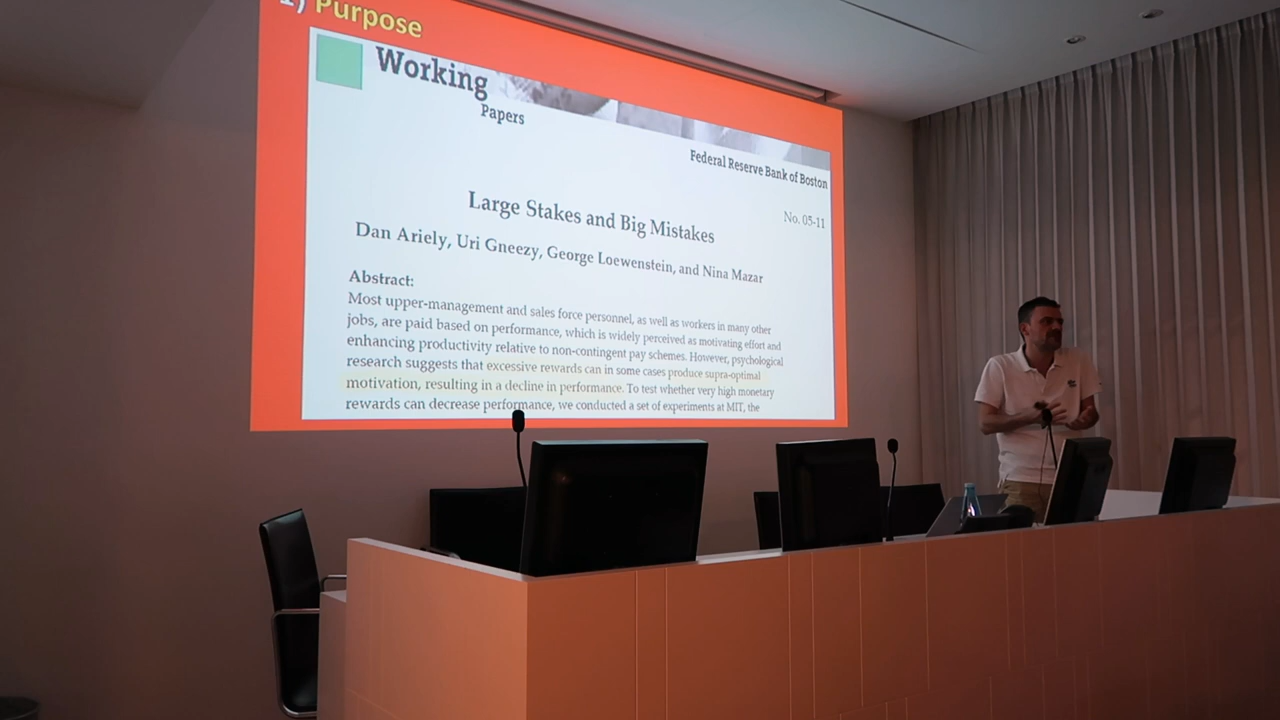 1) Purpose
Working
Papers
Federal Reserve Bank of Boston
No. 05-11
Large Stakes and Big Mistakes
Dan Ariely, Uri Gneezy, George Loewenstein, and Nina Mazar
Abstract:
Most upper-management and sales force personnel, as well as workers in many other
jobs, are paid based on performance, which is widely perceived as motivating effort and
enhancing productivity relative to non-contingent pay schemes. However, psychological
research suggests that excessive rewards can in some cases produce supra-optimal
motivation, resulting in a decline in performance. To test whether very high monetary
rewards can decrease performance, we conducted a set of experiments at MIT, the